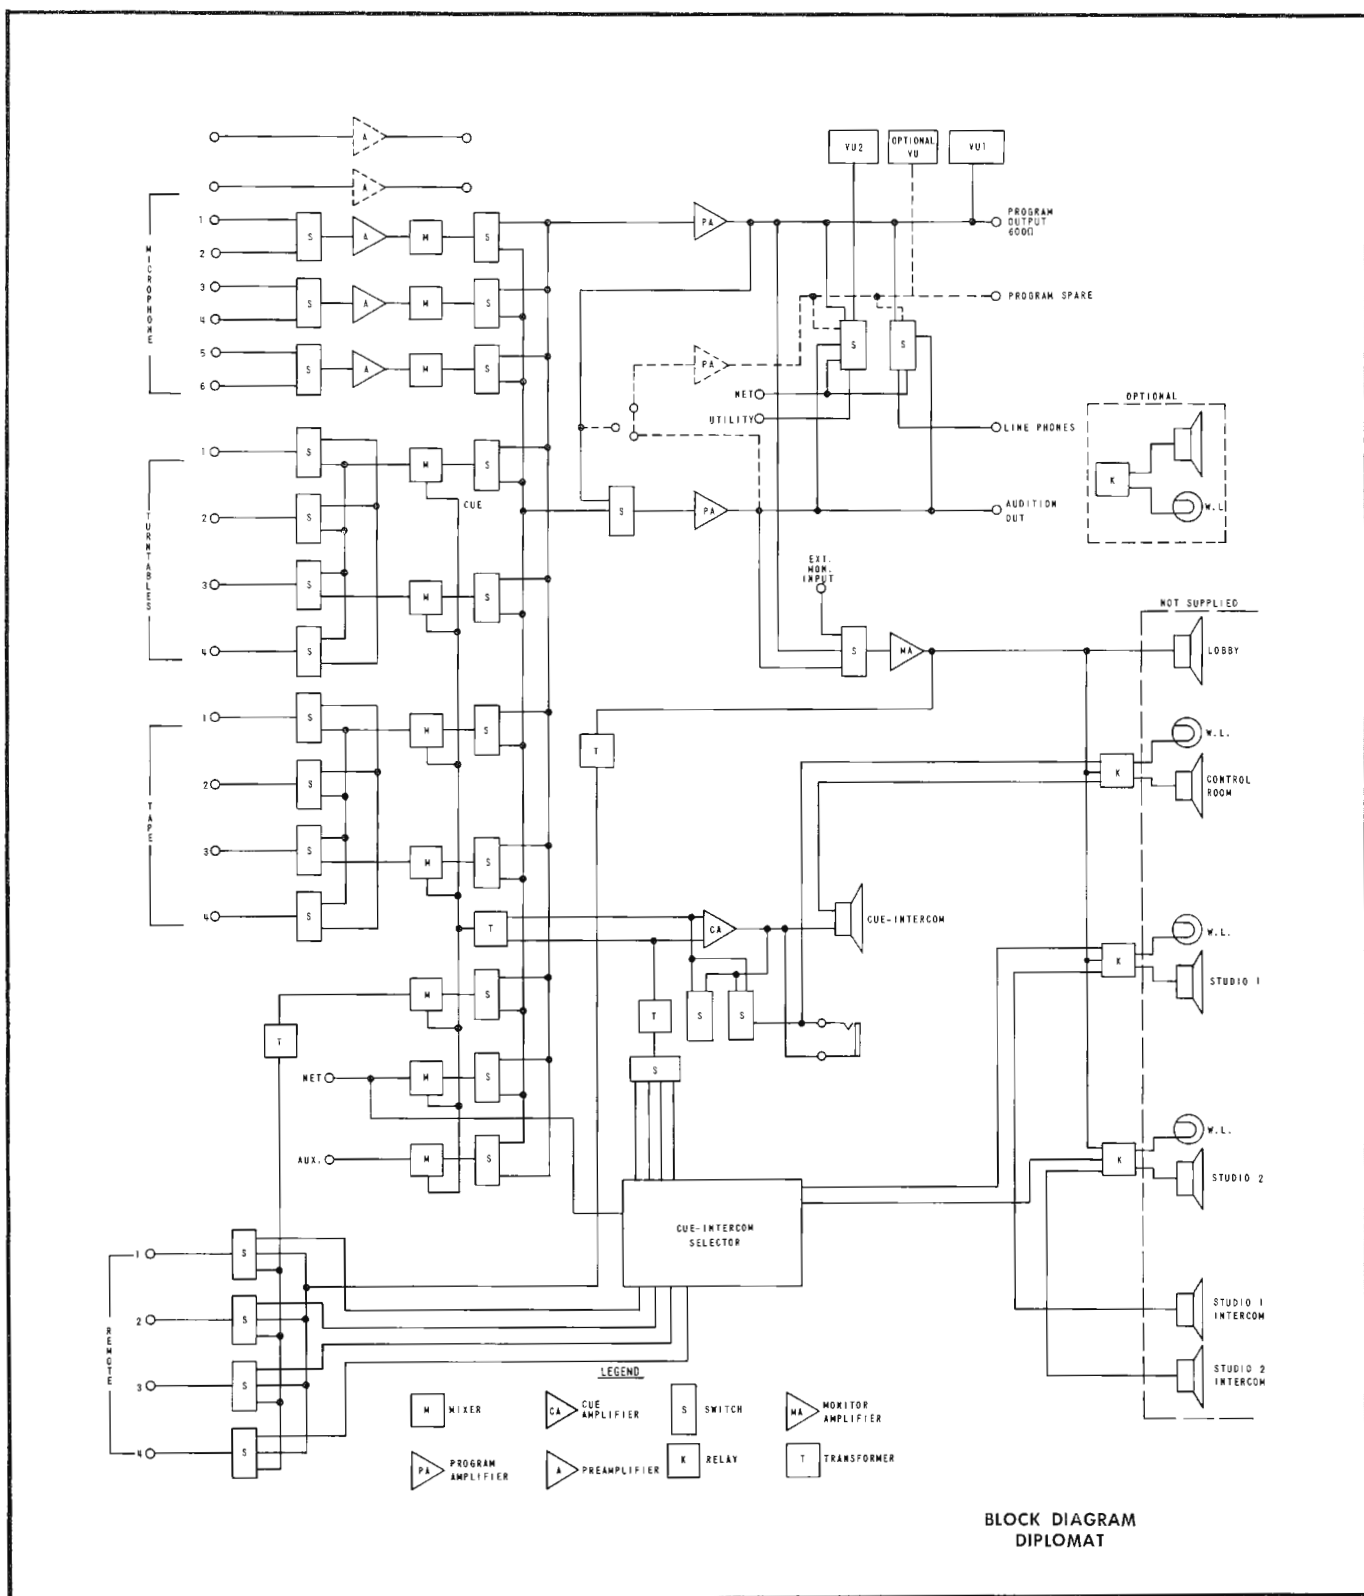 A
A
VU2
OPTIONAL
VU
VU1
MICROPHONE
1
2
S
A
M
S
PA
PROGRAM
OUTPUT
600Ω
3
4
S
A
M
S
PROGRAM SPARE
5
6
S
A
M
S
PA
S
S
NET
UTILITY
LINE PHONES
OPTIONAL
K
W.L
TURNTABLES
1
S
M
S
CUE
2
S
S
PA
AUDITION
OUT
3
S
M
S
EXT.
MON.
INPUT
4
S
S
MA
NOT SUPPLIED
LOBBY
TAPE
1
S
M
S
T
W.L.
2
S
K
CONTROL
ROOM
3
S
M
S
4
S
T
CA
CUE-INTERCOM
W.L.
K
STUDIO 1
M
S
S
S
T
T
NET
M
S
S
AUX.
M
S
W.L.
K
STUDIO 2
CUE-INTERCOM
SELECTOR
REMOTE
1
S
2
S
3
S
4
S
STUDIO 1
INTERCOM
STUDIO 2
INTERCOM
LEGEND
M
MIXER
CA
CUE
AMPLIFIER
S
SWITCH
MA
MONITOR
AMPLIFIER
PA
PROGRAM
AMPLIFIER
A
PREAMPLIFIER
K
RELAY
T
TRANSFORMER
BLOCK DIAGRAM
DIPLOMAT